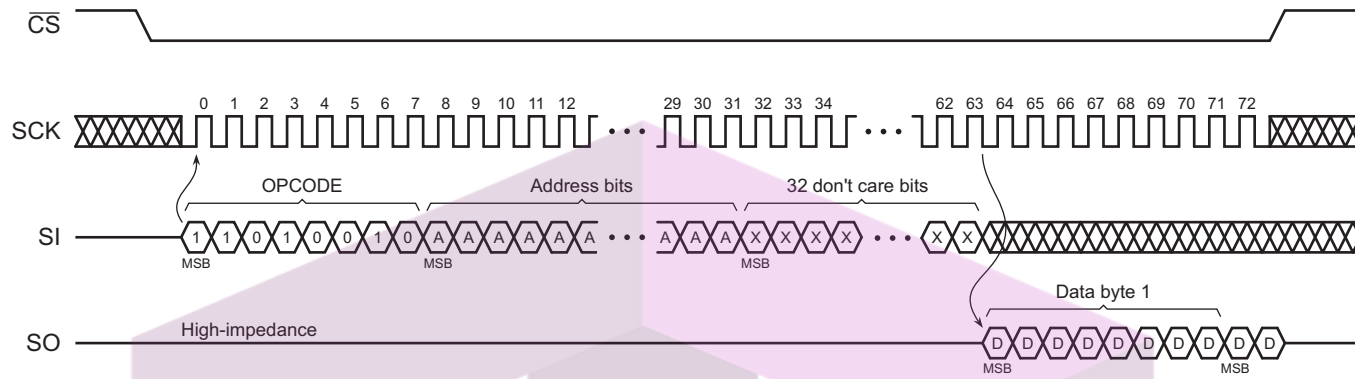 CS
0 1 2 3 4 5 6 7 8 9 10 11 12 29 30 31 32 33 34 62 63 64 65 66 67 68 69 70 71 72
SCK
OPCODE Address bits 32 don't care bits
SI 1 1 0 1 0 0 1 0 A A A A A A A A A X X X X X X
MSB MSB MSB
Data byte 1
High-impedance
SO D D D D D D D D D D
MSB MSB